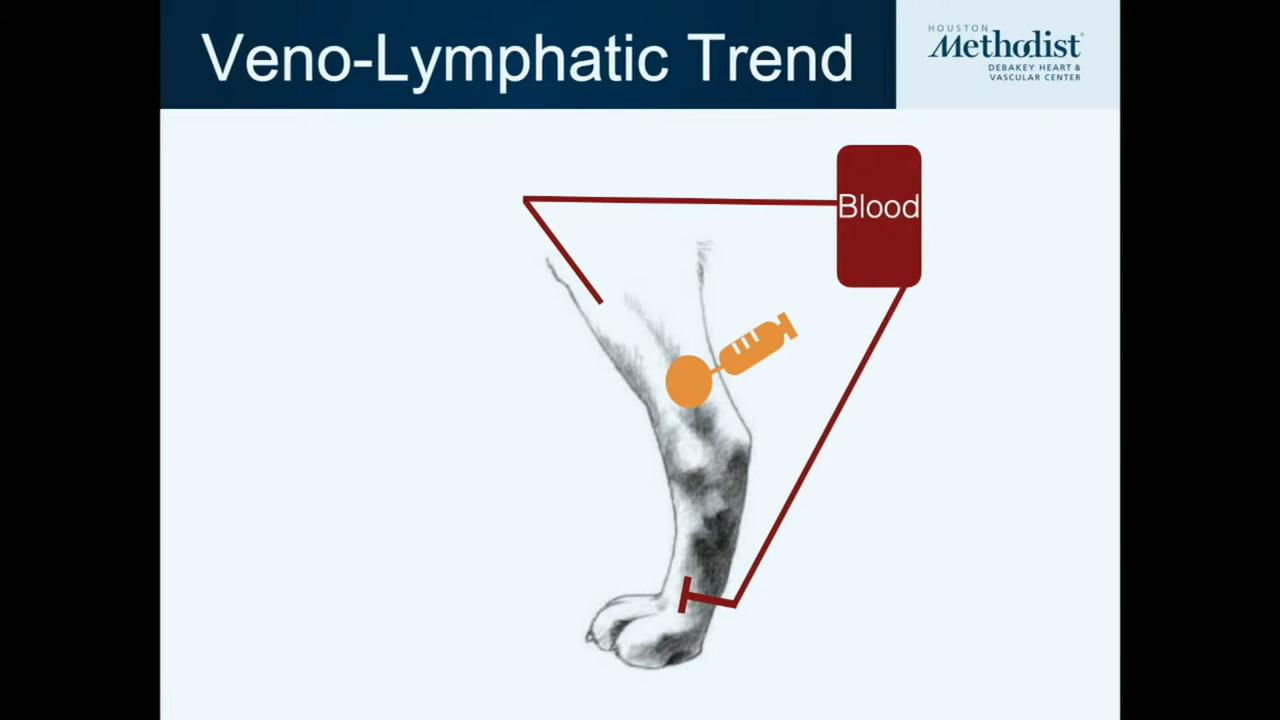 Veno-Lymphatic Trend
HOUSTON
Methodist®
DEBAKEY HEART &
VASCULAR CENTER
Blood